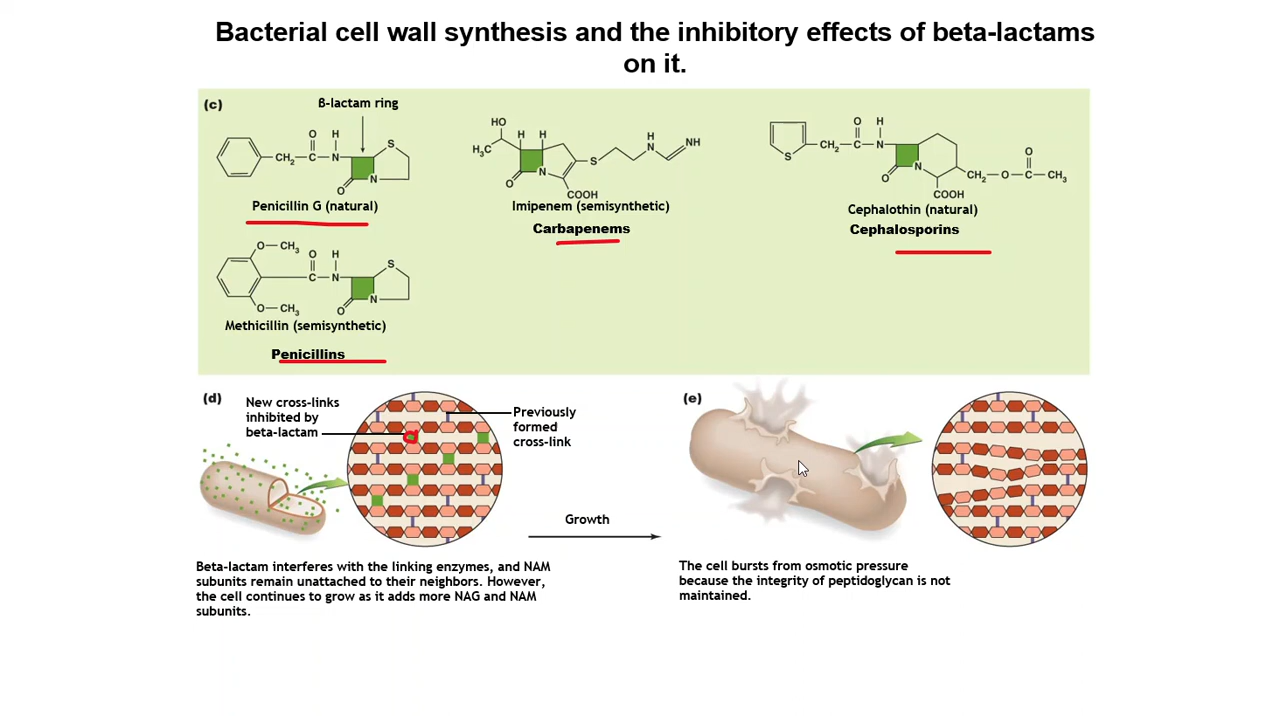 Bacterial cell wall synthesis and the inhibitory effects of beta-lactams
on it.
(c)
ß-lactam ring
O H S
CH₂ C N
O N
Penicillin G (natural)
O CH₃ O H S
C N
O CH₃ O N
Methicillin (semisynthetic)
Penicillins
HO H H
H₃C
H NH
N
S
O N
COOH
Imipenem (semisynthetic)
Carbapenems
O H
S CH₂ C N
O N
O
CH₂ O C CH₃
COOH
Cephalothin (natural)
Cephalosporins
(d)
New cross-links
inhibited by
beta-lactam
Previously
formed
cross-link
Growth
(e)
Beta-lactam interferes with the linking enzymes, and NAM
subunits remain unattached to their neighbors. However,
the cell continues to grow as it adds more NAG and NAM
subunits.
The cell bursts from osmotic pressure
because the integrity of peptidoglycan is not
maintained.